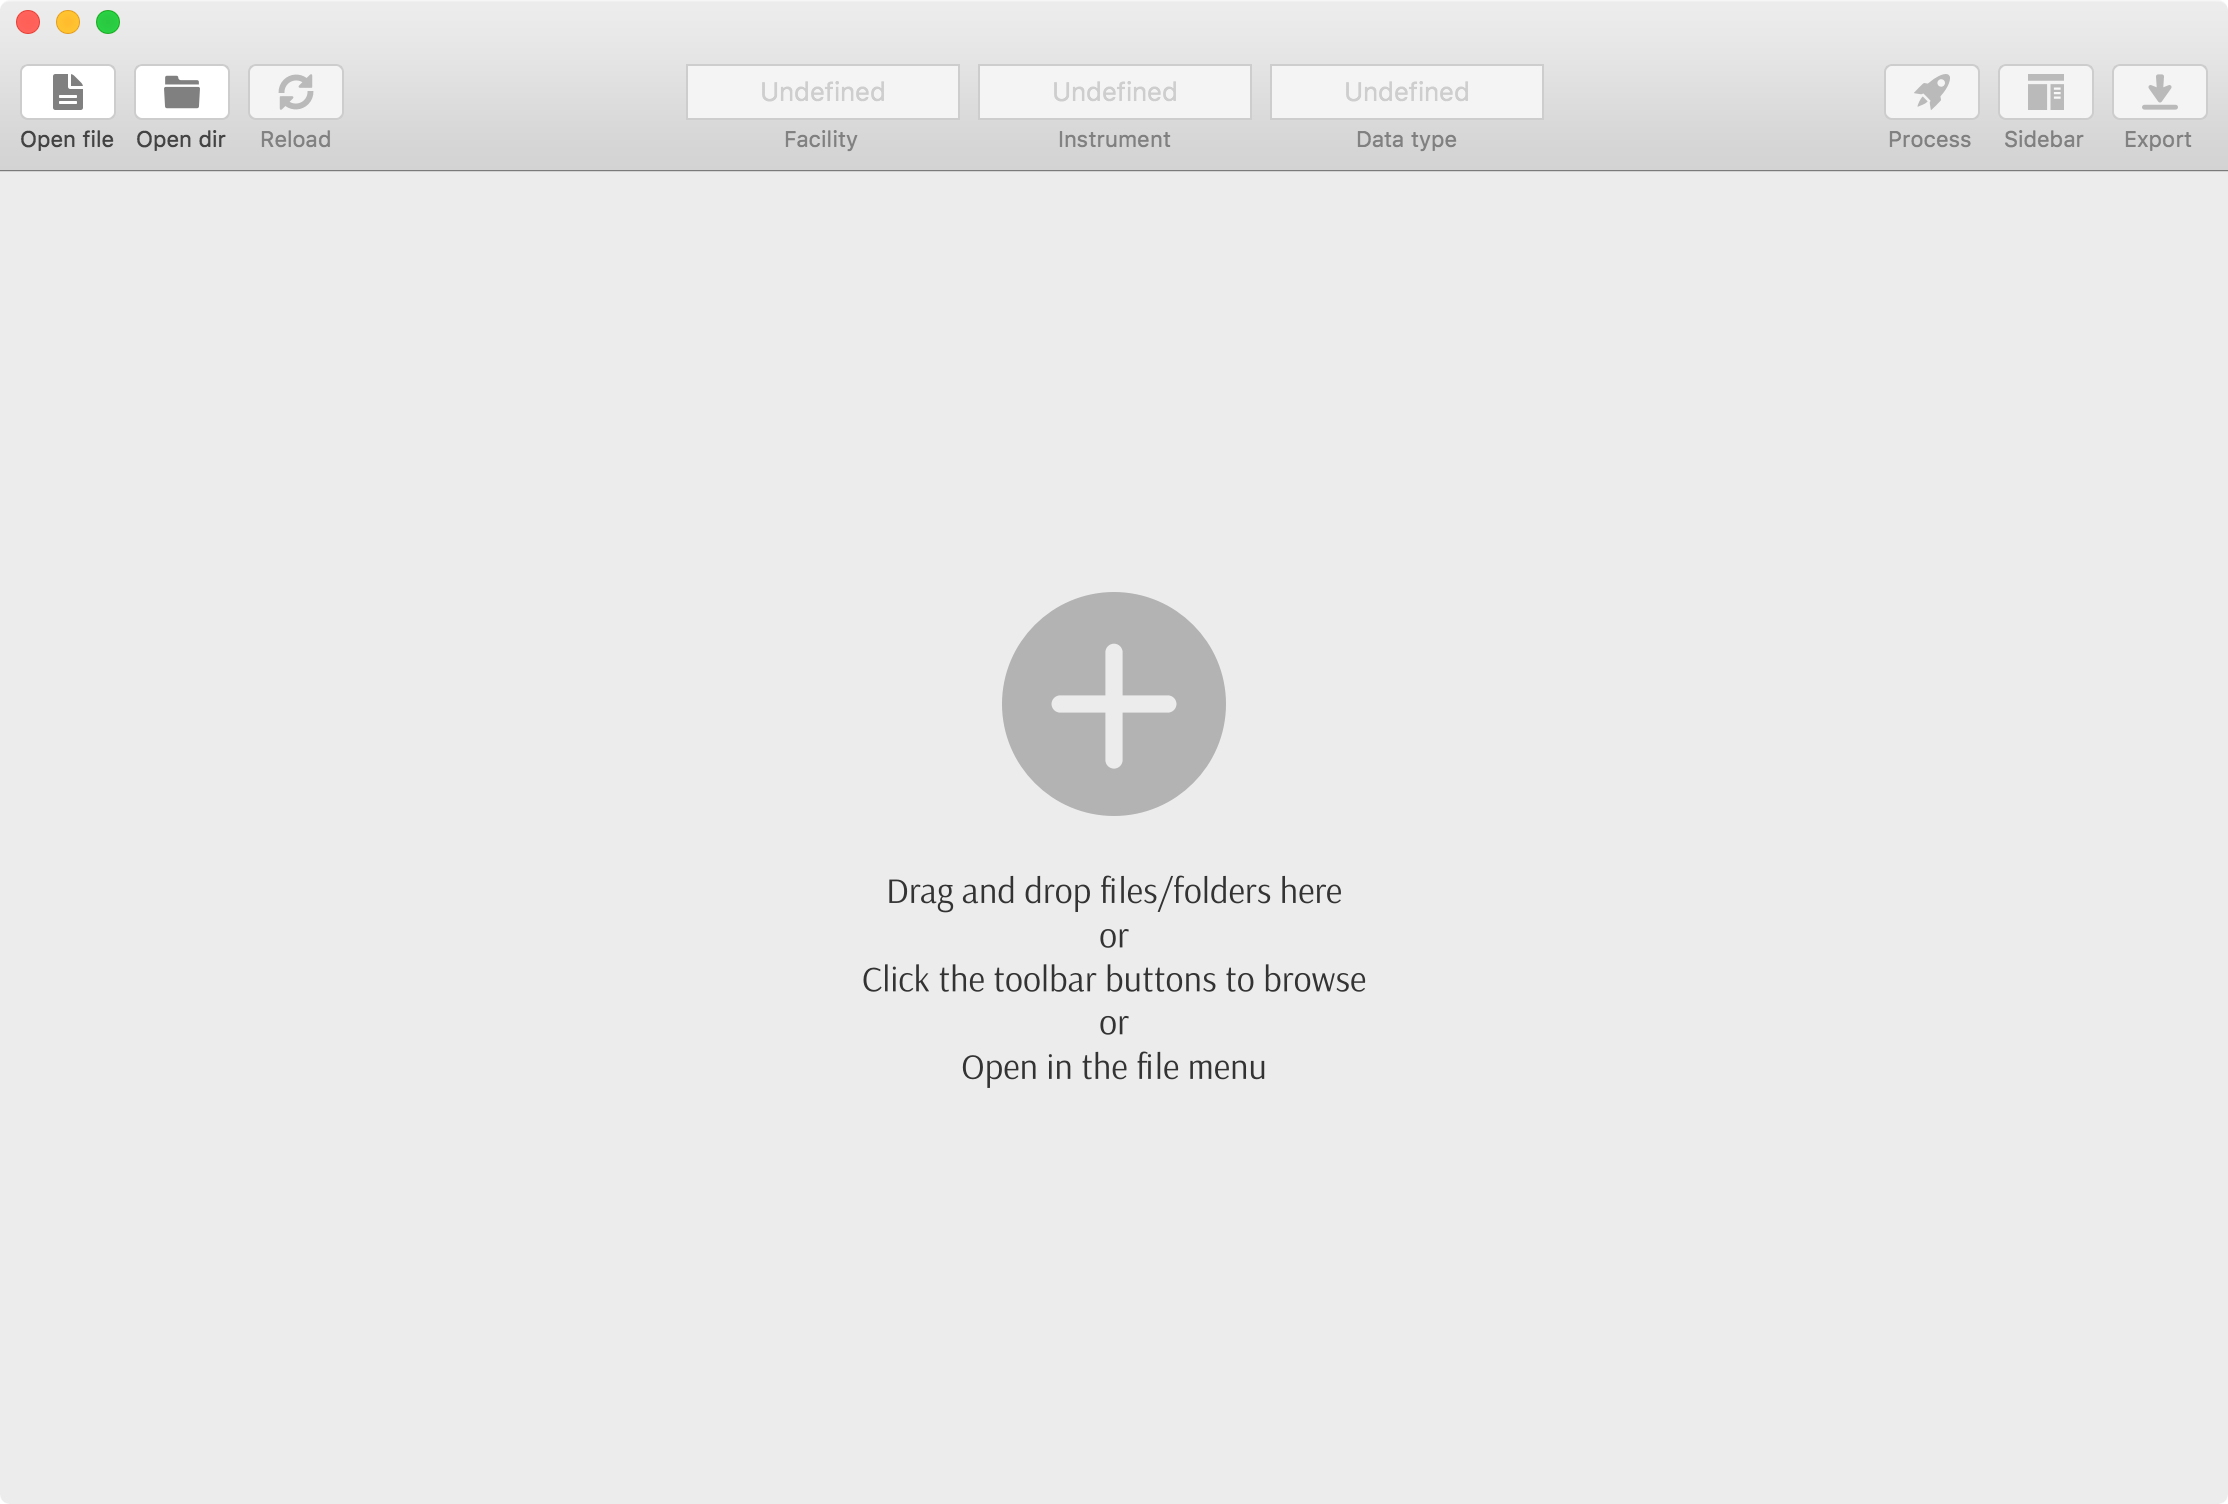 Undefined Undefined Undefined
Open file Open dir Reload Facility Instrument Data type Process Sidebar Export
Drag and drop files/folders here
or
Click the toolbar buttons to browse
or
Open in the file menu